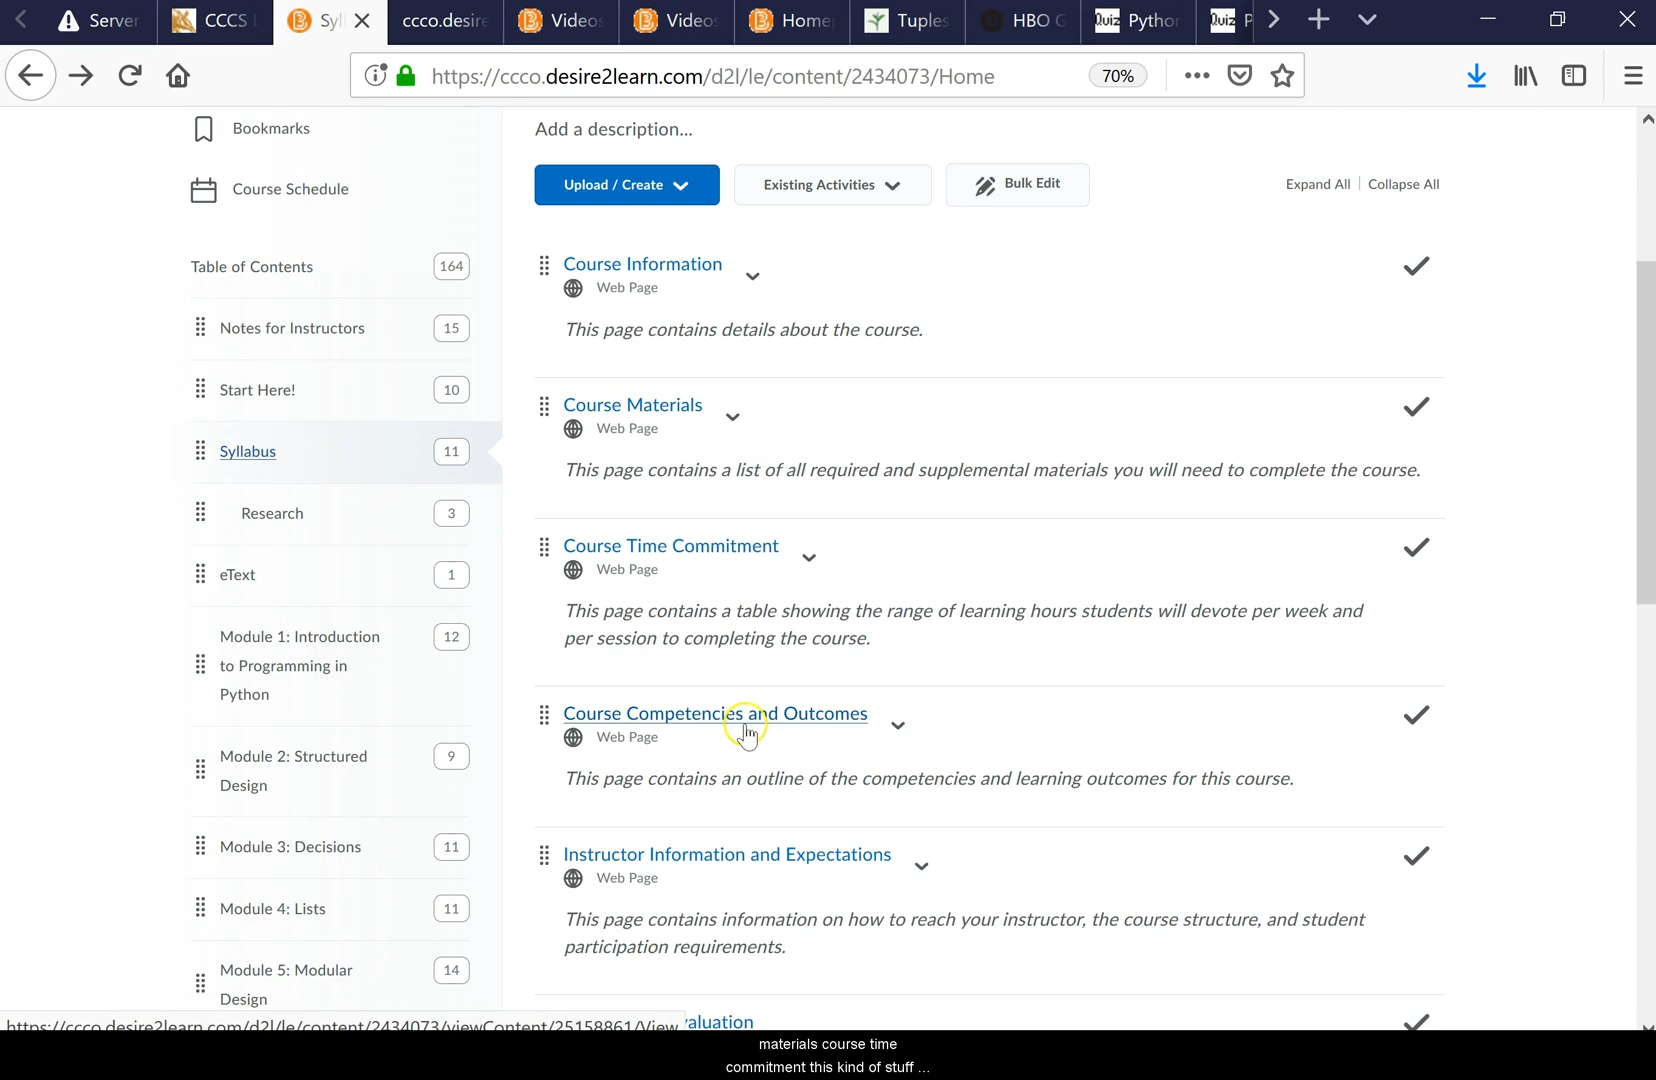 Server
CCCS L
Syll
ccco.desire
Videos
Videos
Home
Tuples
HBO G
Quiz Python
Quiz P
https://ccco.desire2learn.com/d2l/le/content/2434073/Home
70%
Bookmarks
Course Schedule
Table of Contents 164
Notes for Instructors 15
Start Here! 10
Syllabus 11
Research 3
eText 1
Module 1: Introduction 12
to Programming in
Python
Module 2: Structured 9
Design
Module 3: Decisions 11
Module 4: Lists 11
Module 5: Modular 14
Design
Add a description...
Upload / Create
Existing Activities
Bulk Edit
Expand All
Collapse All
Course Information
Web Page
This page contains details about the course.
Course Materials
Web Page
This page contains a list of all required and supplemental materials you will need to complete the course.
Course Time Commitment
Web Page
This page contains a table showing the range of learning hours students will devote per week and
per session to completing the course.
Course Competencies and Outcomes
Web Page
This page contains an outline of the competencies and learning outcomes for this course.
Instructor Information and Expectations
Web Page
This page contains information on how to reach your instructor, the course structure, and student
participation requirements.
https://ccco.desire2learn.com/d2l/le/content/2434073/viewContent/25158861/View
valuation
materials course time
commitment this kind of stuff ...